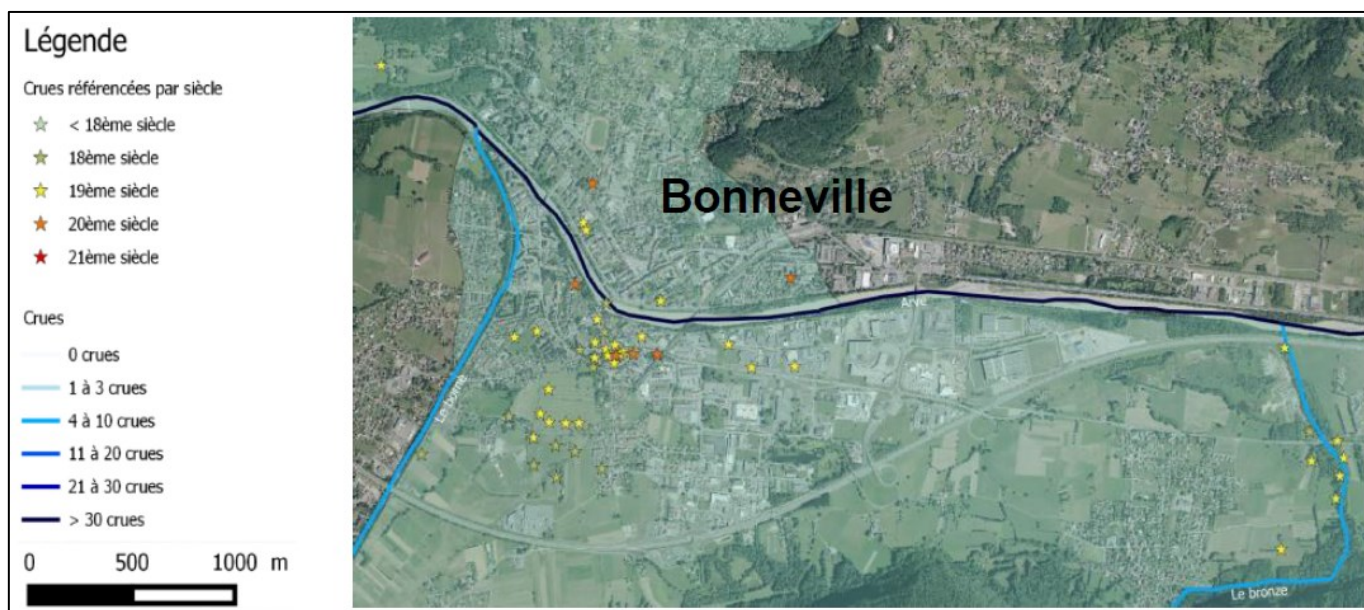 Légende
Crues référencées par siècle
< 18ème siècle
18ème siècle
19ème siècle
20ème siècle
21ème siècle
Crues
0 crues
1 à 3 crues
4 à 10 crues
11 à 20 crues
21 à 30 crues
> 30 crues
0 500 1000 m
Bonneville
Arve
Le borne
Le bronze